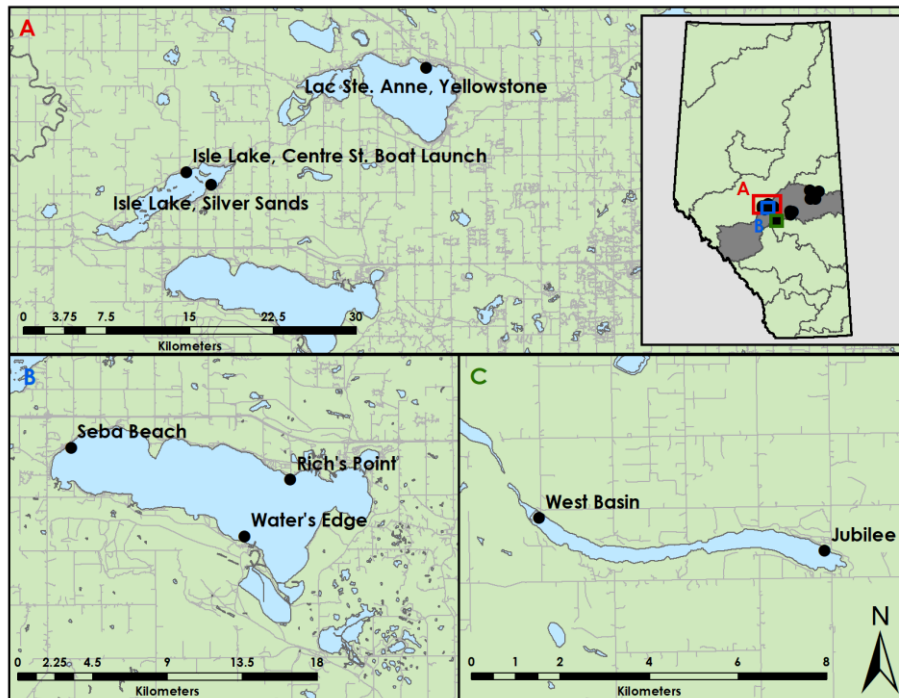 A
Lac Ste. Anne, Yellowstone
Isle Lake, Centre St. Boat Launch
Isle Lake, Silver Sands
0 3.75 7.5 15 22.5 30
Kilometers
A
B
B
Seba Beach
Rich's Point
Water's Edge
0 2.25 4.5 9 13.5 18
Kilometers
C
West Basin
Jubilee
N
0 1 2 4 6 8
Kilometers